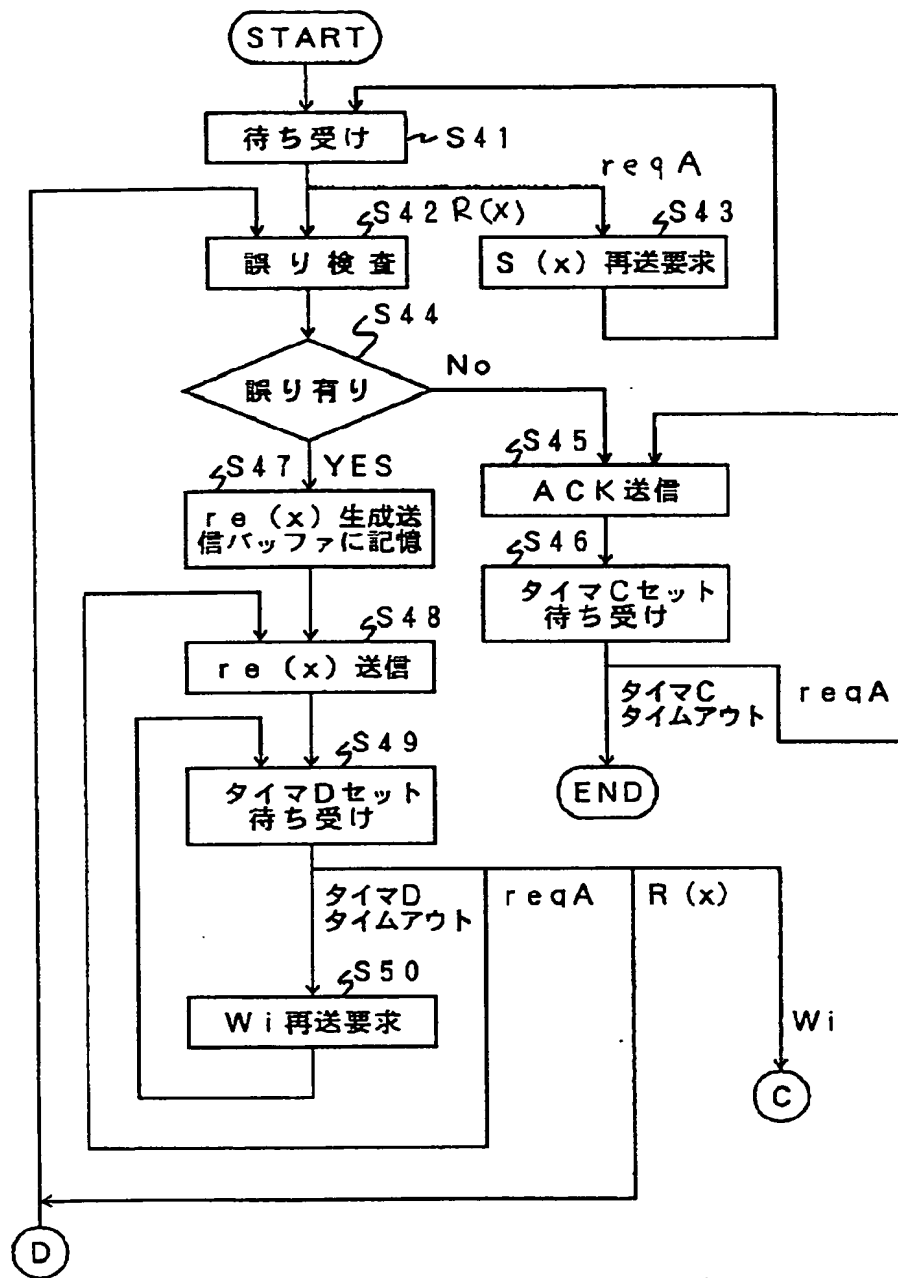 START
待ち受け
S41
reqA
S42
R(X)
S43
誤り検査
S(x)再送要求
S44
誤り有り
No
S45
S47
YES
ACK送信
re(x)生成送
信バッファに記憶
S46
タイマCセット
待ち受け
S48
re(x)送信
タイマC
タイムアウト
reqA
S49
タイマDセット
待ち受け
END
タイマD
タイムアウト
reqA
R(x)
S50
Wi再送要求
Wi
C
D